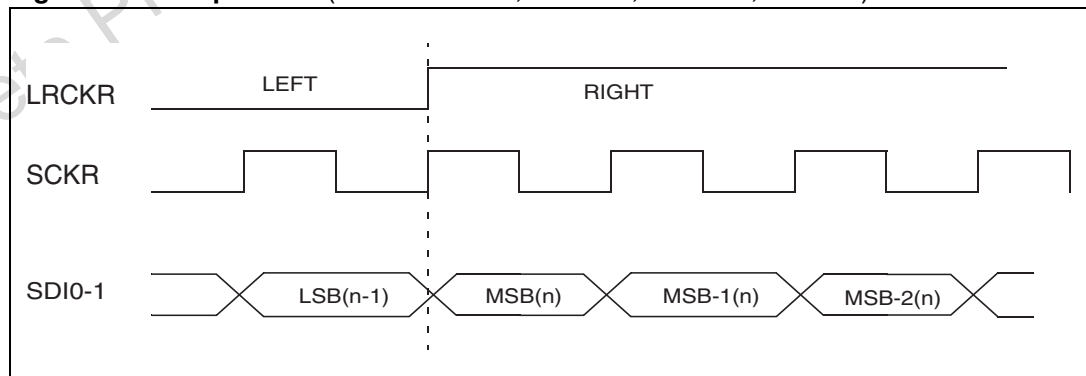 LRCKR
LEFT
RIGHT
SCKR
SDI0-1
LSB(n-1)
MSB(n)
MSB-1(n)
MSB-2(n)